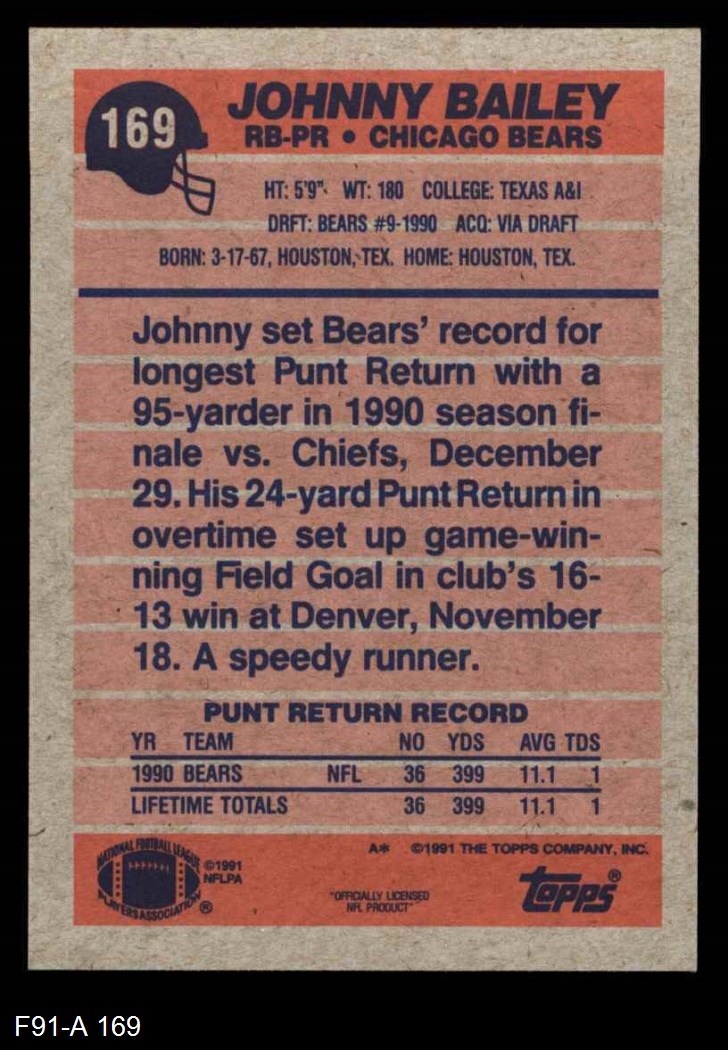 169
JOHNNY BAILEY
RB-PR • CHICAGO BEARS
HT: 5'9" WT: 180 COLLEGE: TEXAS A&I
DRFT: BEARS #9-1990 ACQ: VIA DRAFT
BORN: 3-17-67, HOUSTON, TEX. HOME: HOUSTON, TEX.
Johnny set Bears' record for
longest Punt Return with a
95-yarder in 1990 season fi-
nale vs. Chiefs, December
29. His 24-yard Punt Return in
overtime set up game-win-
ning Field Goal in club's 16-
13 win at Denver, November
18. A speedy runner.
PUNT RETURN RECORD
YR TEAM NO YDS AVG TDS
1990 BEARS NFL 36 399 11.1 1
LIFETIME TOTALS 36 399 11.1 1
A* ©1991 THE TOPPS COMPANY, INC.
NATIONAL FOOTBALL LEAGUE
PLAYERS ASSOCIATION ®
©1991
NFLPA
"OFFICIALLY LICENSED
NFL PRODUCT"
topps®
F91-A 169